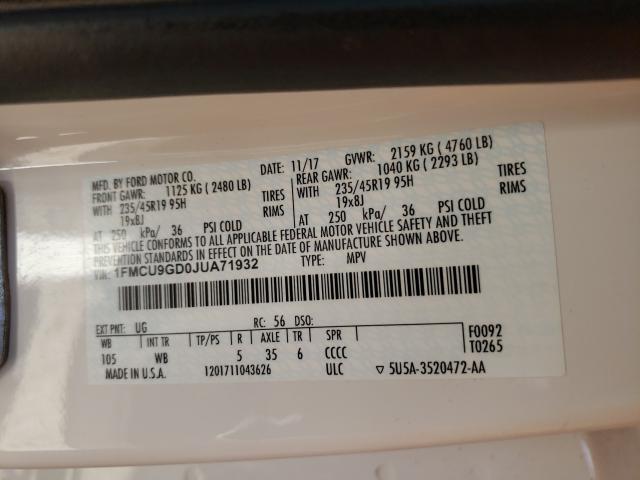 MFD. BY FORD MOTOR CO.
DATE: 11/17 GVWR: 2159 KG ( 4760 LB)
FRONT GAWR: 1125 KG ( 2480 LB)
REAR GAWR: 1040 KG ( 2293 LB)
WITH 235/45R19 95H TIRES
WITH 235/45R19 95H TIRES
19x8J RIMS
19x8J RIMS
AT 250 kPa/ 36 PSI COLD
AT 250 kPa/ 36 PSI COLD
THIS VEHICLE CONFORMS TO ALL APPLICABLE FEDERAL MOTOR VEHICLE SAFETY AND THEFT
PREVENTION STANDARDS IN EFFECT ON THE DATE OF MANUFACTURE SHOWN ABOVE.
VIN: 1FMCU9GD0JUA71932 TYPE: MPV
EXT PNT: UG RC: 56 DSO:
WB INT TR TP/PS R AXLE TR SPR F0092
105 WB 5 35 6 CCCC T0265
MADE IN U.S.A. 1201711043626 ULC ▽ 5U5A-3520472-AA